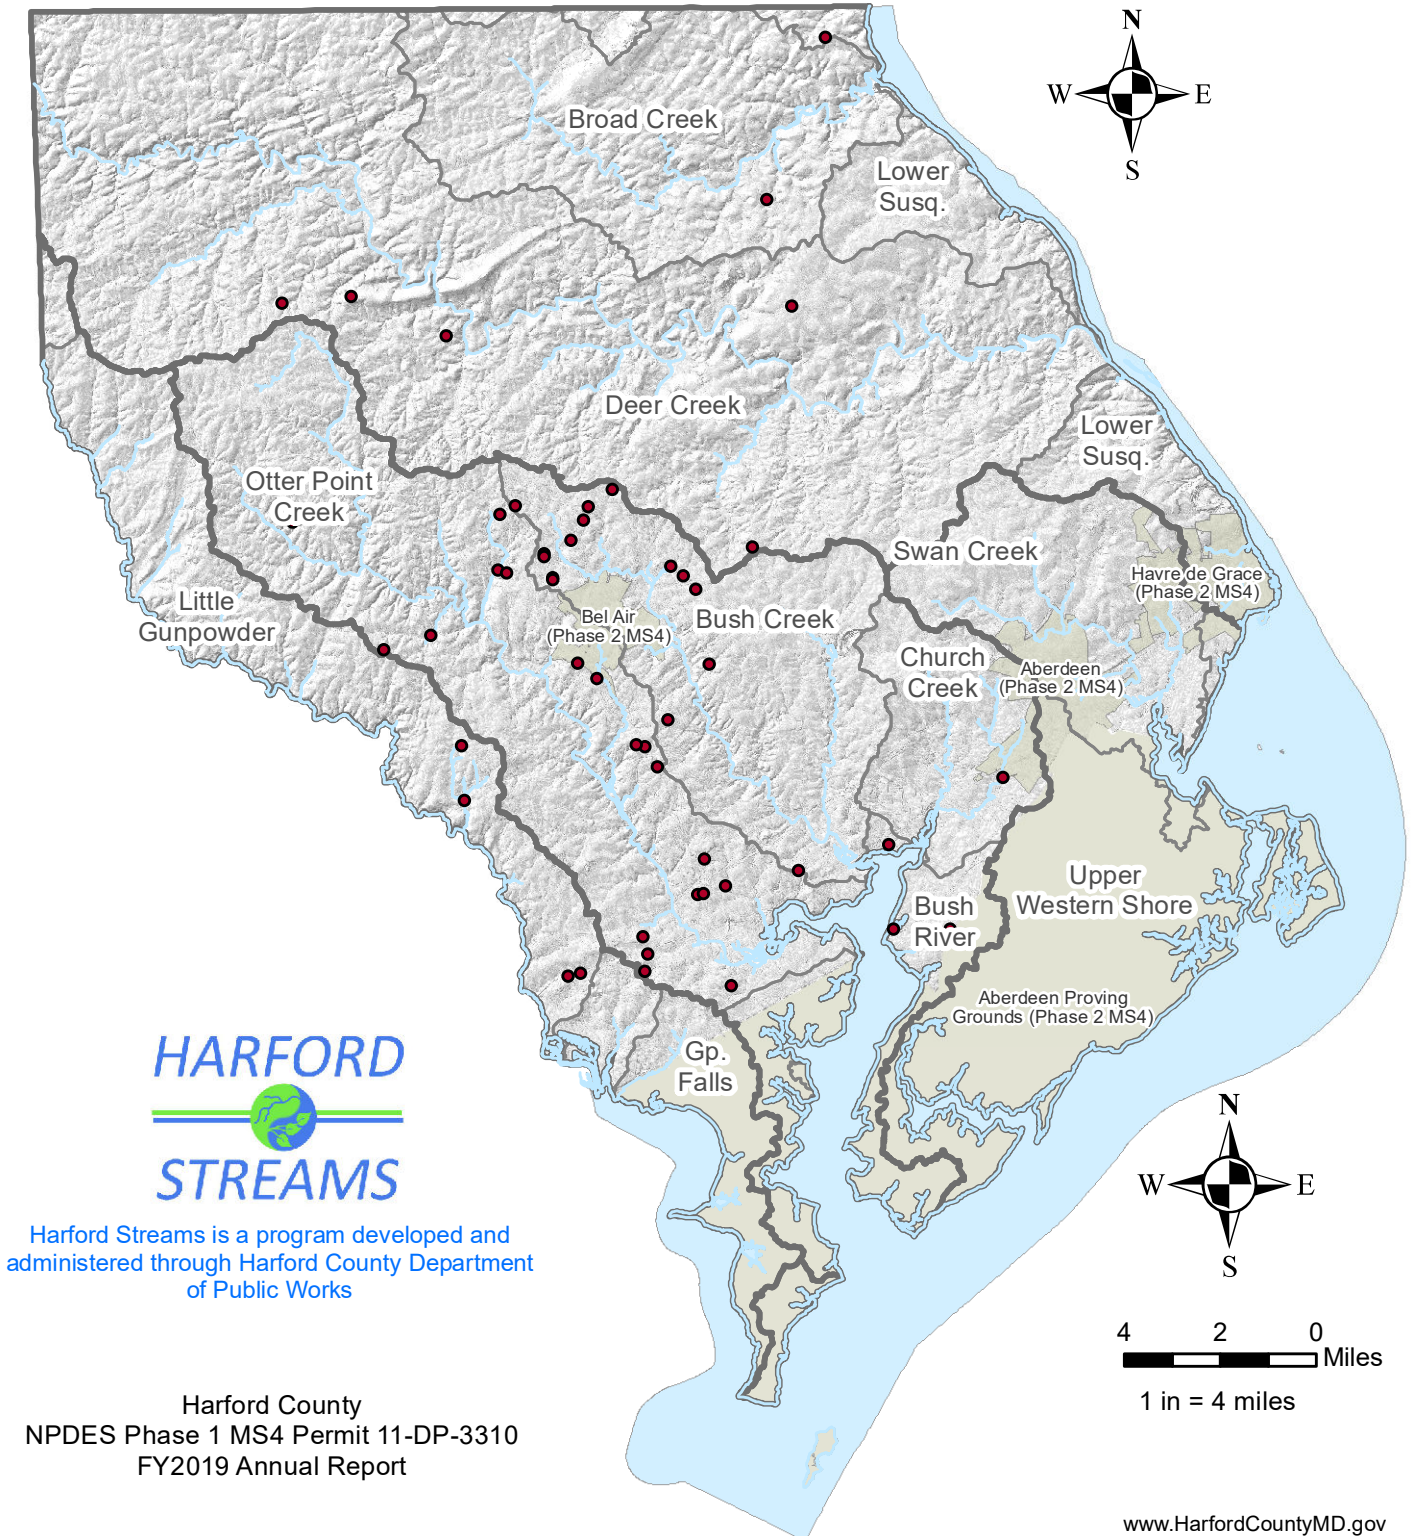 N
W
E
S
Broad Creek
Lower
Susq.
Deer Creek
Lower
Susq.
Otter Point
Creek
Swan Creek
Havre de Grace
(Phase 2 MS4)
Little
Gunpowder
Bel Air
(Phase 2 MS4)
Bush Creek
Church
Creek
Aberdeen
(Phase 2 MS4)
Upper
Western Shore
Bush
River
Aberdeen Proving
Grounds (Phase 2 MS4)
Gp.
Falls
HARFORD
STREAMS
Harford Streams is a program developed and
administered through Harford County Department
of Public Works
N
W
E
S
4 2 0
Miles
1 in = 4 miles
Harford County
NPDES Phase 1 MS4 Permit 11-DP-3310
FY2019 Annual Report
www.HarfordCountyMD.gov